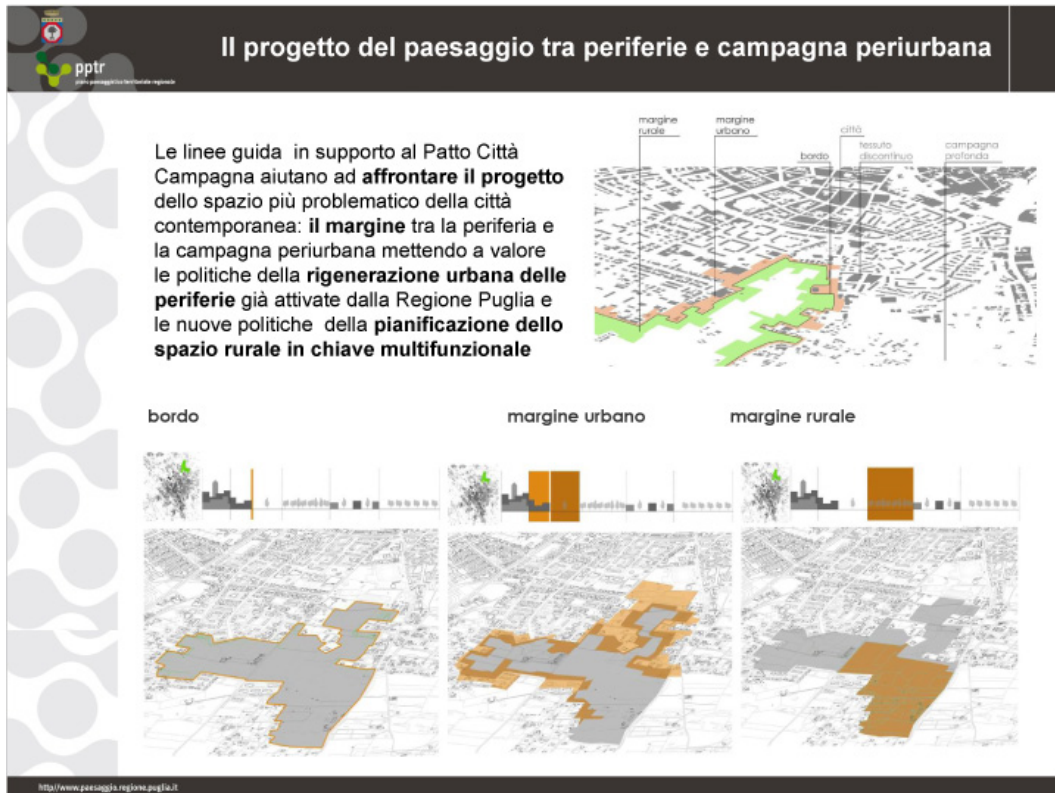 Il progetto del paesaggio tra periferie e campagna periurbana
pptr
piano paesaggistico territoriale regionale
Le linee guida in supporto al Patto Città
Campagna aiutano ad affrontare il progetto
dello spazio più problematico della città
contemporanea: il margine tra la periferia e
la campagna periurbana mettendo a valore
le politiche della rigenerazione urbana delle
periferie già attivate dalla Regione Puglia e
le nuove politiche della pianificazione dello
spazio rurale in chiave multifunzionale
margine
rurale
margine
urbano
bordo
città
tessuto
discontinuo
campagna
profonda
bordo
margine urbano
margine rurale
http//www.paesaggio.regione.puglia.it